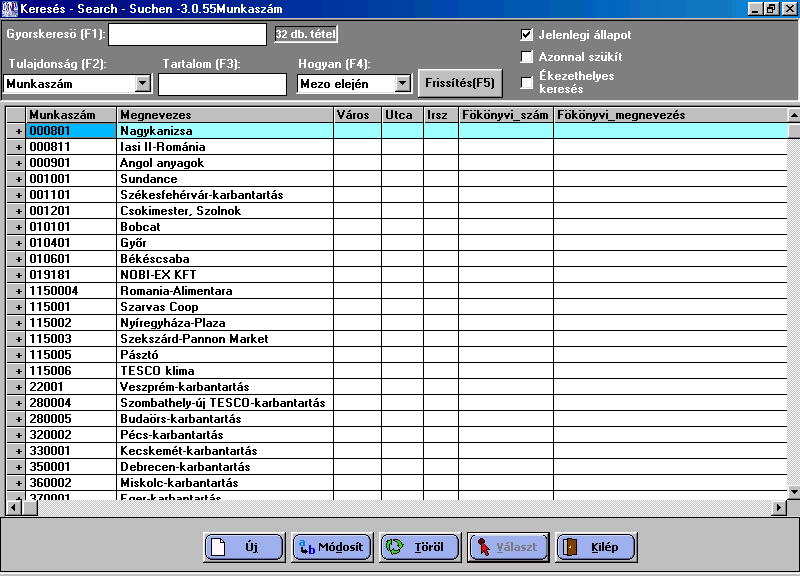 Keresés - Search - Suchen -3.0.55Munkaszám
Gyorskeresö (F1): 32 db. tétel
Jelenlegi állapot
Azonnal szükít
Ékezethelyes keresés
Tulajdonság (F2): Tartalom (F3): Hogyan (F4):
Munkaszám Mezo elején Frissítés(F5)
Munkaszám Megnevezes Város Utca Irsz Fökönyvi_szám Fökönyvi_megnevezés
+ 000801 Nagykanizsa
+ 000811 Iasi II-Románia
+ 000901 Angol anyagok
+ 001001 Sundance
+ 001101 Székesfehérvár-karbantartás
+ 001201 Csokimester, Szolnok
+ 010101 Bobcat
+ 010401 Győr
+ 010601 Békéscsaba
+ 019181 NOBI-EX KFT
+ 1150004 Romania-Alimentara
+ 115001 Szarvas Coop
+ 115002 Nyíregyháza-Plaza
+ 115003 Szekszárd-Pannon Market
+ 115005 Pásztó
+ 115006 TESCO klima
+ 22001 Veszprém-karbantartás
+ 280004 Szombathely-új TESCO-karbantartás
+ 280005 Budaörs-karbantartás
+ 320002 Pécs-karbantartás
+ 330001 Kecskemét-karbantartás
+ 350001 Debrecen-karbantartás
+ 360002 Miskolc-karbantartás
+ 370001 Eger-karbantartás
Új Módosít Töröl Választ Kilép